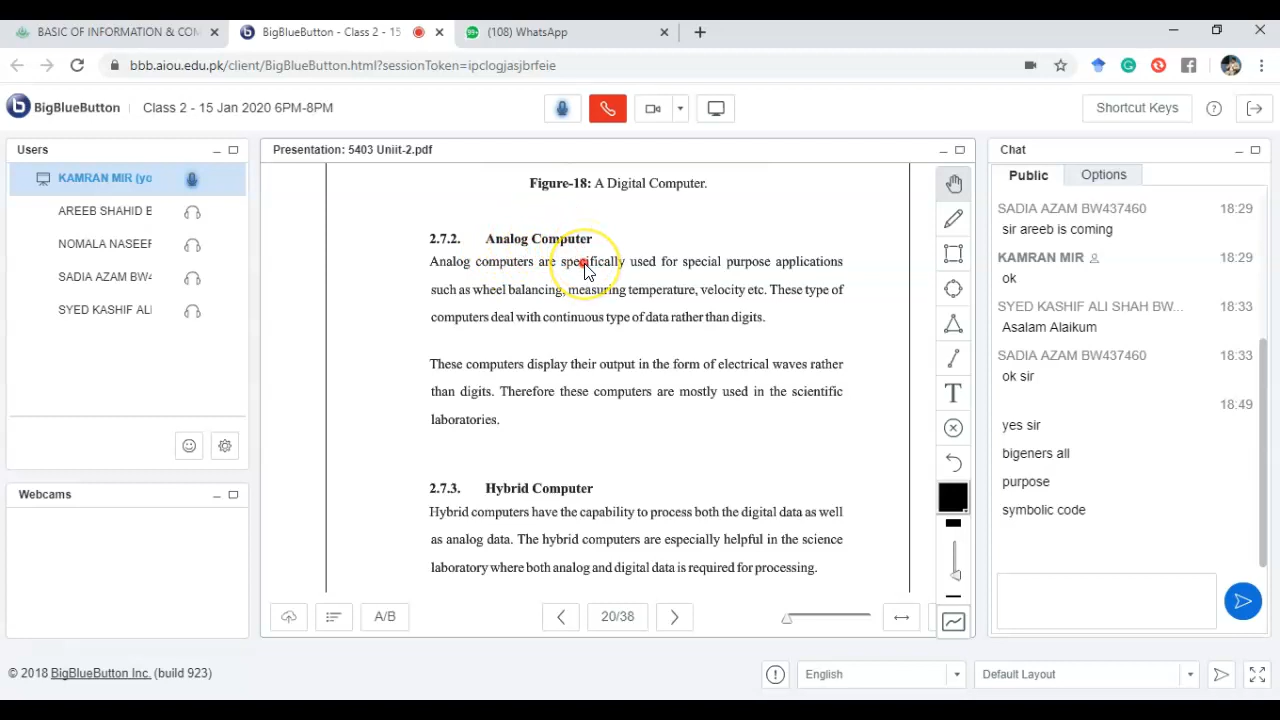 BASIC OF INFORMATION & COM
BigBlueButton - Class 2 - 15
99+
(108) WhatsApp
bbb.aiou.edu.pk/client/BigBlueButton.html?sessionToken=ipclogjasjbrfeie
BigBlueButton
Class 2 - 15 Jan 2020 6PM-8PM
Shortcut Keys
Users
KAMRAN MIR (yo
AREEB SHAHID B
NOMALA NASEEF
SADIA AZAM BW4
SYED KASHIF ALI
Webcams
Presentation: 5403 Uniit-2.pdf
Figure-18: A Digital Computer.
2.7.2. Analog Computer
Analog computers are specifically used for special purpose applications
such as wheel balancing, measuring temperature, velocity etc. These type of
computers deal with continuous type of data rather than digits.
These computers display their output in the form of electrical waves rather
than digits. Therefore these computers are mostly used in the scientific
laboratories.
2.7.3. Hybrid Computer
Hybrid computers have the capability to process both the digital data as well
as analog data. The hybrid computers are especially helpful in the science
laboratory where both analog and digital data is required for processing.
A/B
20/38
T
Chat
Public
Options
SADIA AZAM BW437460 18:29
sir areeb is coming
KAMRAN MIR 18:29
ok
SYED KASHIF ALI SHAH BW... 18:33
Asalam Alaikum
SADIA AZAM BW437460 18:33
ok sir
18:49
yes sir
bigeners all
purpose
symbolic code
© 2018 BigBlueButton Inc. (build 923)
English
Default Layout